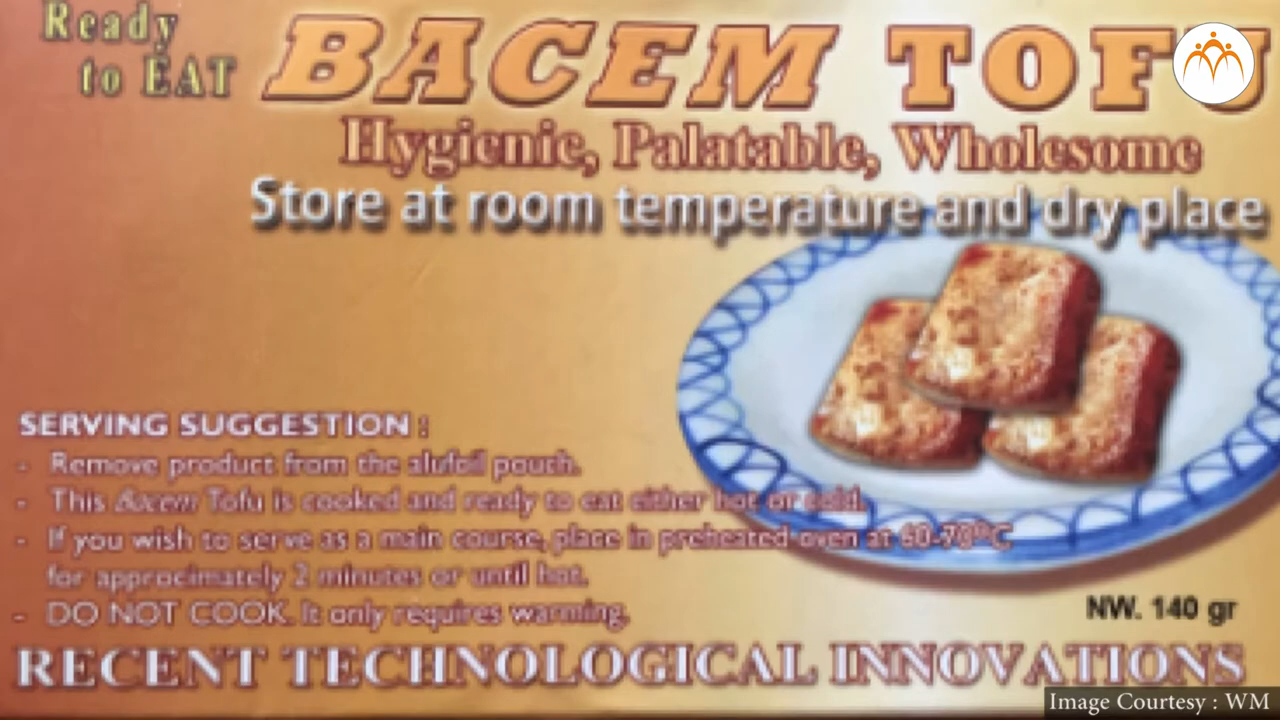 Ready
to EAT
BACEM TOFU
Hygienic, Palatable, Wholesome
Store at room temperature and dry place
SERVING SUGGESTION :
- Remove product from the alufoil pouch.
- This Bacem Tofu is cooked and ready to eat either hot or cold.
- If you wish to serve as a main course, place in preheated oven at 60-70°C
for approcimately 2 minutes or until hot.
- DO NOT COOK. It only requires warming.
NW. 140 gr
RECENT TECHNOLOGICAL INNOVATIONS
Image Courtesy : WM